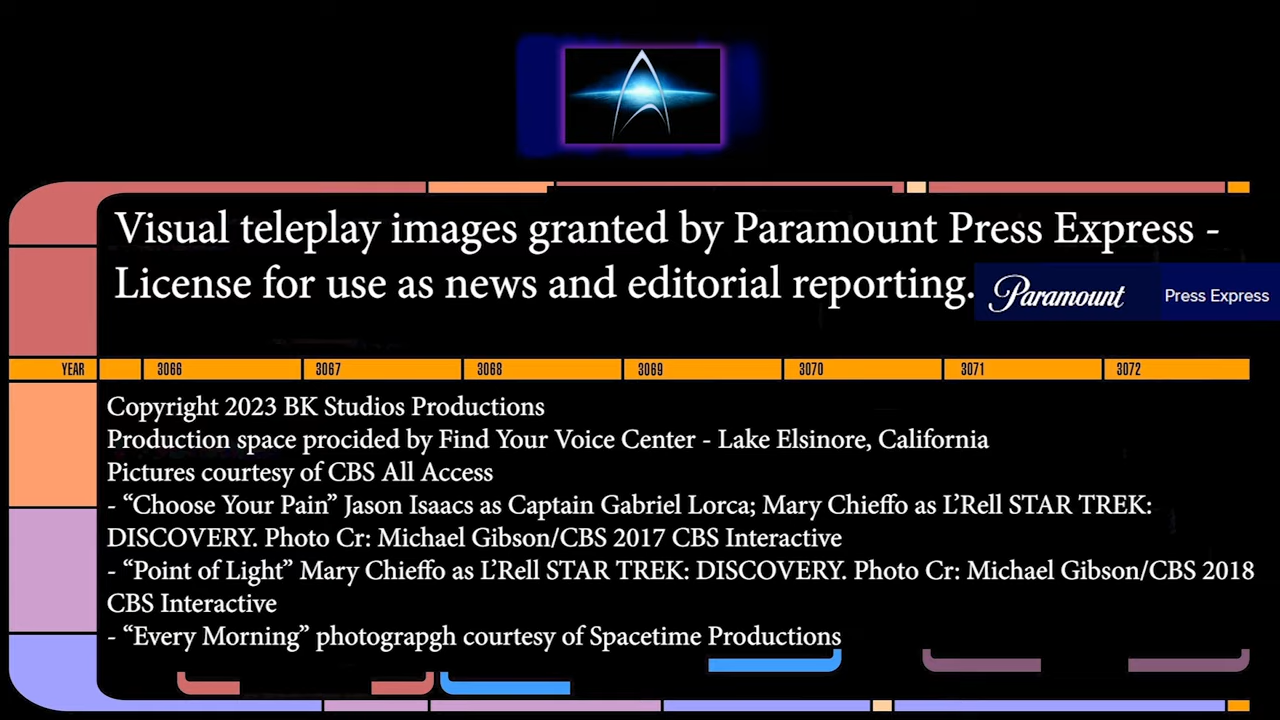 Visual teleplay images granted by Paramount Press Express -
License for use as news and editorial reporting.
Paramount Press Express
YEAR 3066 3067 3068 3069 3070 3071 3072
Copyright 2023 BK Studios Productions
Production space procided by Find Your Voice Center - Lake Elsinore, California
Pictures courtesy of CBS All Access
- “Choose Your Pain” Jason Isaacs as Captain Gabriel Lorca; Mary Chieffo as L’Rell STAR TREK:
DISCOVERY. Photo Cr: Michael Gibson/CBS 2017 CBS Interactive
- “Point of Light” Mary Chieffo as L’Rell STAR TREK: DISCOVERY. Photo Cr: Michael Gibson/CBS 2018
CBS Interactive
- “Every Morning” photograpgh courtesy of Spacetime Productions